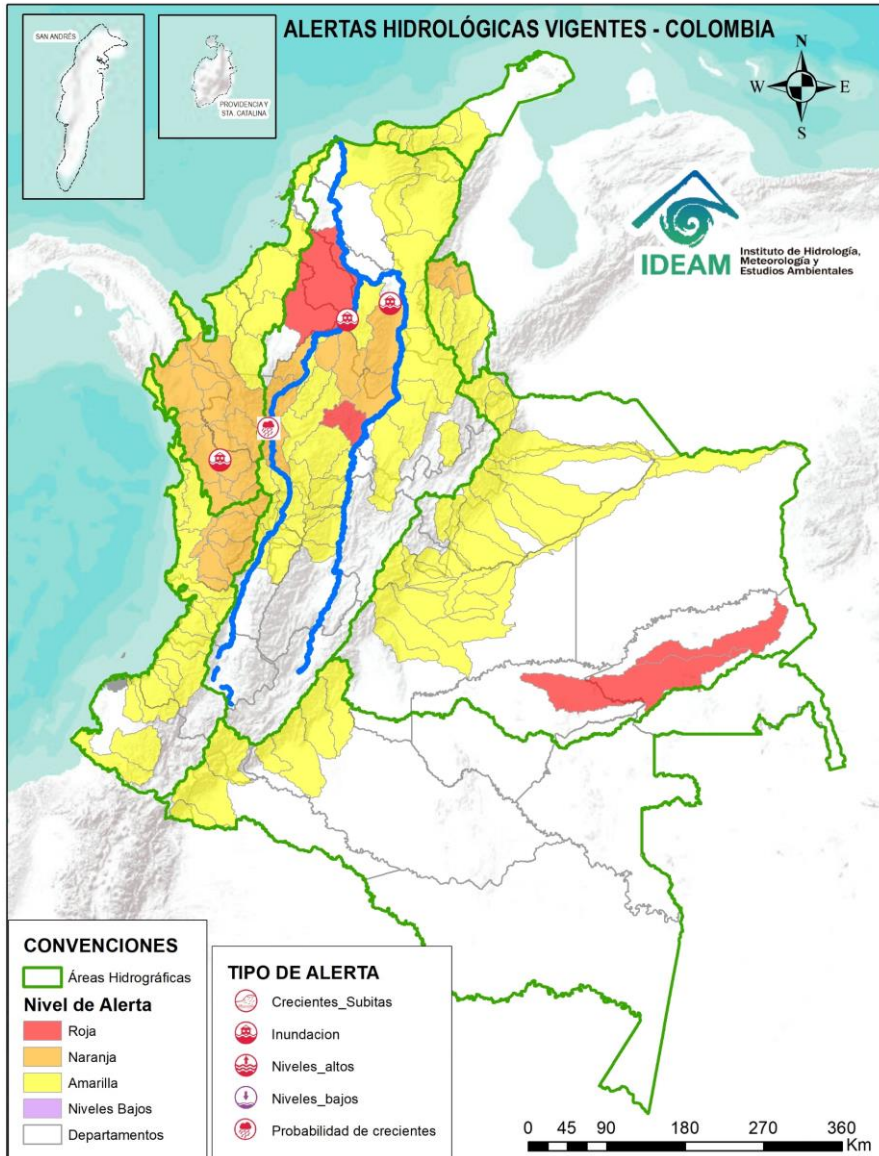 ALERTAS HIDROLÓGICAS VIGENTES - COLOMBIA
SAN ANDRÉS
PROVIDENCIA Y
STA. CATALINA
N
W
E
S
IDEAM
Instituto de Hidrología,
Meteorología y
Estudios Ambientales
CONVENCIONES
Áreas Hidrográficas
Nivel de Alerta
Roja
Naranja
Amarilla
Niveles Bajos
Departamentos
TIPO DE ALERTA
Crecientes_Subitas
Inundacion
Niveles_altos
Niveles_bajos
Probabilidad de crecientes
0 45 90 180 270 360
Km